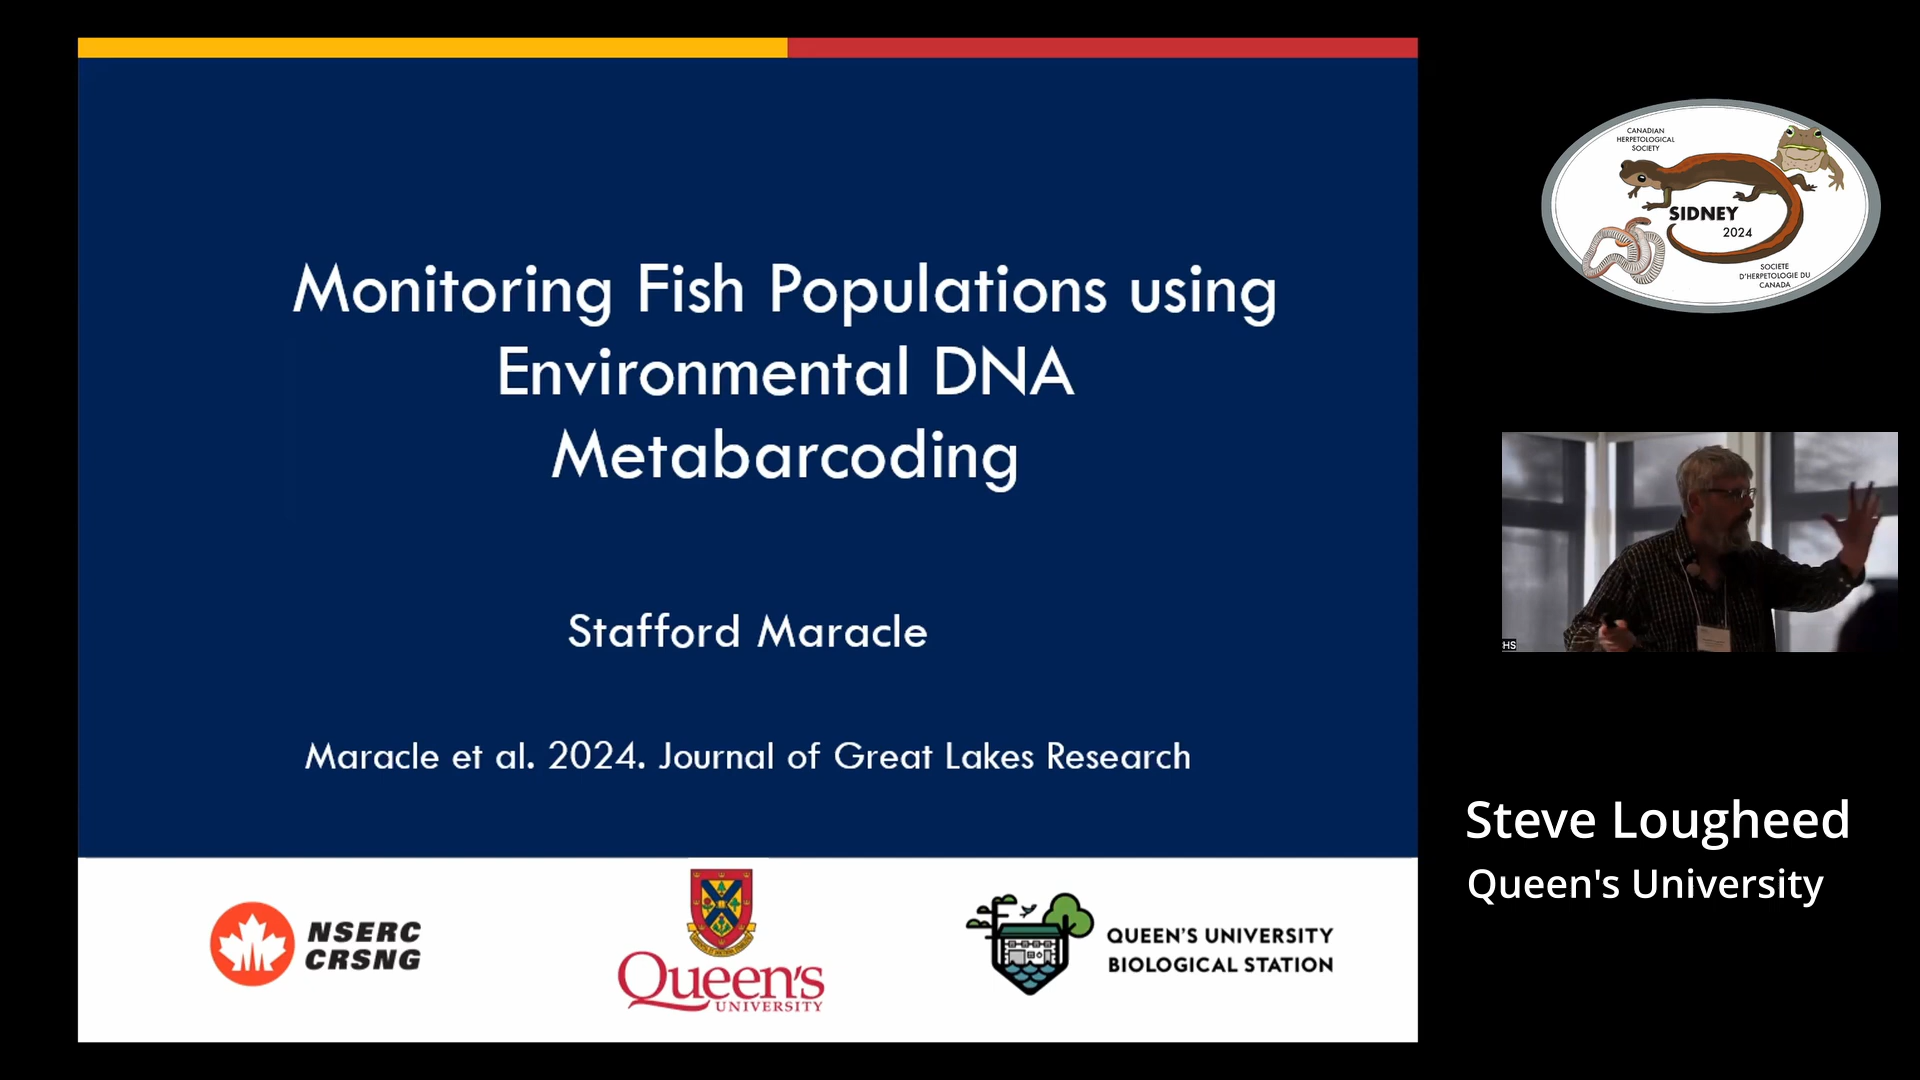 Monitoring Fish Populations using
Environmental DNA
Metabarcoding
Stafford Maracle
Maracle et al. 2024. Journal of Great Lakes Research
NSERC
CRSNG
Queen's
UNIVERSITY
QUEEN'S UNIVERSITY
BIOLOGICAL STATION
CANADIAN
HERPETOLOGICAL
SOCIETY
SIDNEY
2024
SOCIETE
D'HERPETOLOGIE DU
CANADA
HS
Steve Lougheed
Queen's University